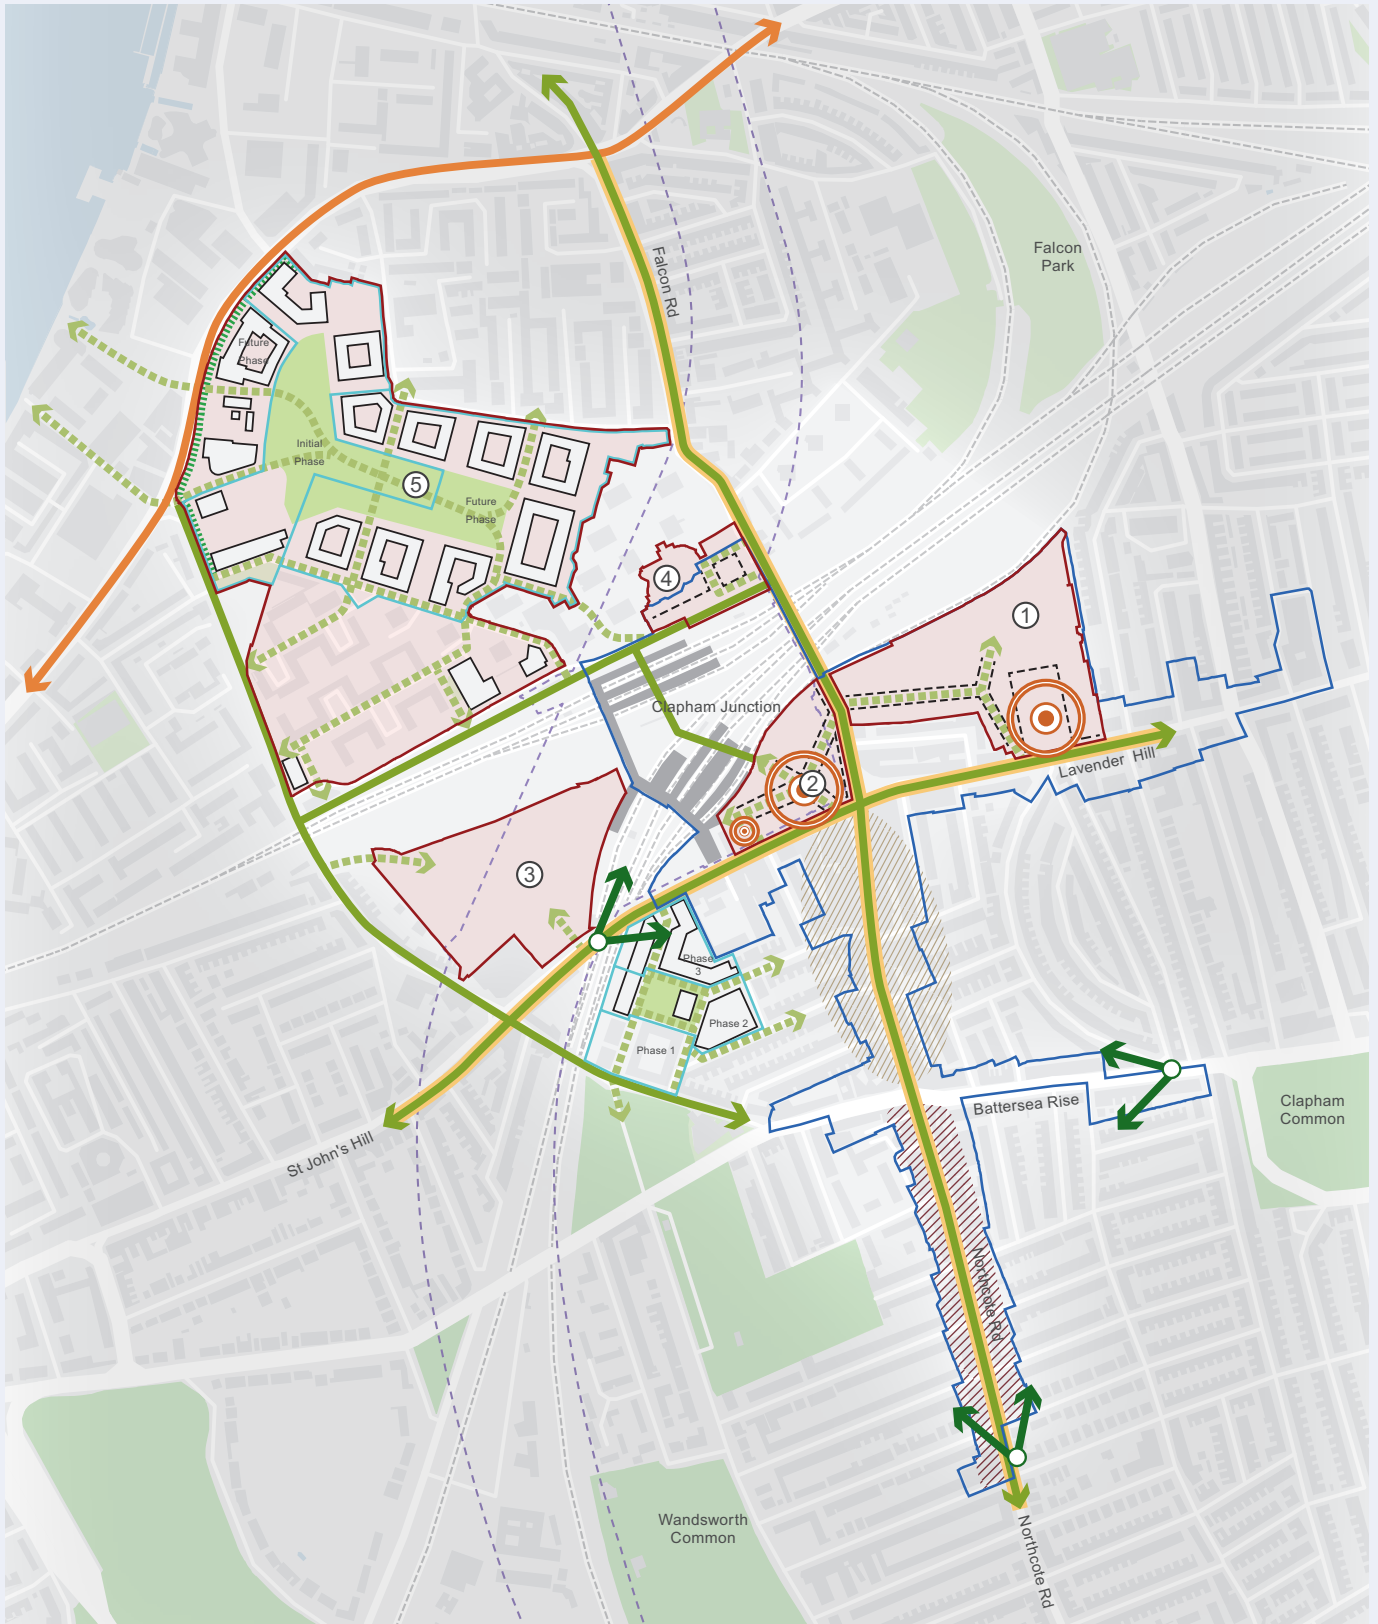 Falcon Rd
Falcon
Park
Future
Phase
Initial
Phase
5
Future
Phase
4
1
Clapham Junction
2
Lavender Hill
3
Phase
3
Phase 2
Phase 1
Battersea Rise
Clapham
Common
St John's Hill
Northcote Rd
Wandsworth
Common
Northcote Rd